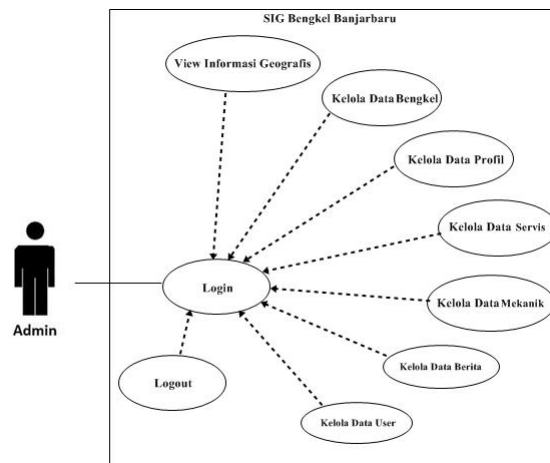 SIG Bengkel Banjarbaru
View Informasi Geografis
Kelola Data Bengkel
Kelola Data Profil
Kelola Data Servis
Login
Kelola Data Mekanik
Admin
Kelola Data Berita
Logout
Kelola Data User